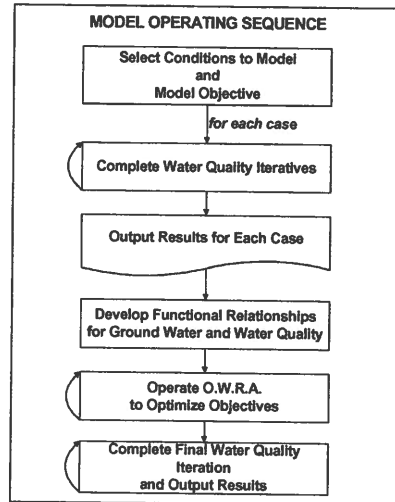 MODEL OPERATING SEQUENCE
Select Conditions to Model
and
Model Objective
for each case
Complete Water Quality Iteratives
Output Results for Each Case
Develop Functional Relationships
for Ground Water and Water Quality
Operate O.W.R.A.
to Optimize Objectives
Complete Final Water Quality
Iteration
and Output Results